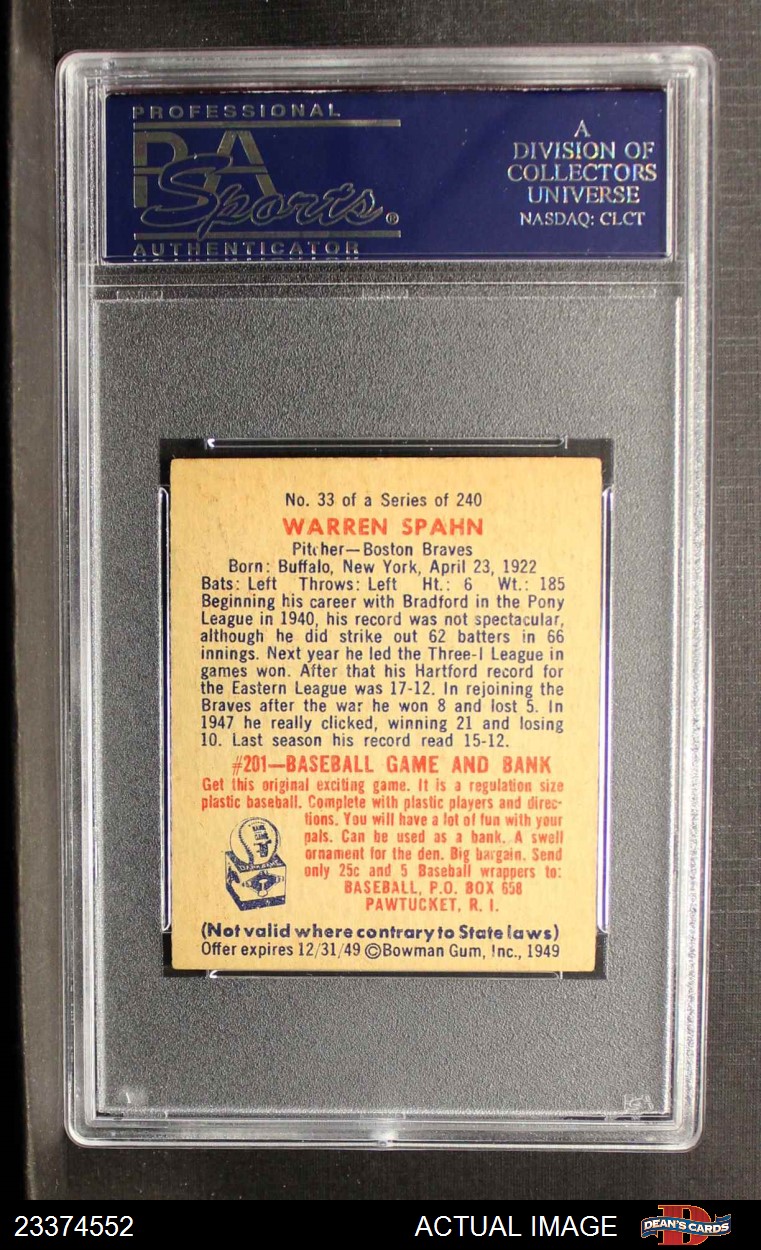 PROFESSIONAL
PSA
Sports®
AUTHENTICATOR
A
DIVISION OF
COLLECTORS
UNIVERSE
NASDAQ: CLCT
No. 33 of a Series of 240
WARREN SPAHN
Pitcher—Boston Braves
Born: Buffalo, New York, April 23, 1922
Bats: Left Throws: Left Ht.: 6 Wt.: 185
Beginning his career with Bradford in the Pony
League in 1940, his record was not spectacular,
although he did strike out 62 batters in 66
innings. Next year he led the Three-I League in
games won. After that his Hartford record for
the Eastern League was 17-12. In rejoining the
Braves after the war he won 8 and lost 5. In
1947 he really clicked, winning 21 and losing
10. Last season his record read 15-12.
#201—BASEBALL GAME AND BANK
Get this original exciting game. It is a regulation size
plastic baseball. Complete with plastic players and direc-
tions. You will have a lot of fun with your
pals. Can be used as a bank. A swell
ornament for the den. Big bargain. Send
only 25c and 5 Baseball wrappers to:
BASEBALL, P.O. BOX 658
PAWTUCKET, R. I.
(Not valid where contrary to State laws)
Offer expires 12/31/49 ©Bowman Gum, Inc., 1949
23374552
ACTUAL IMAGE
DEAN'S CARDS